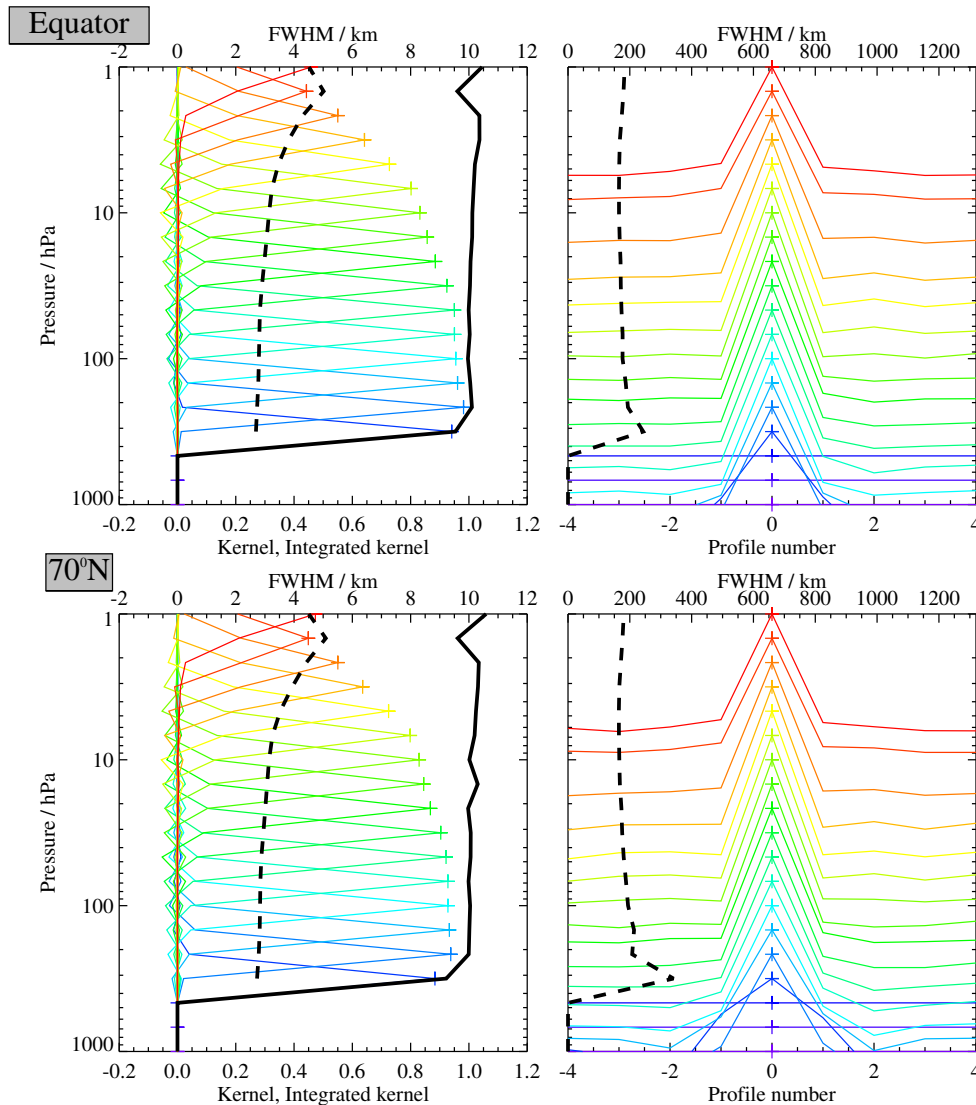 Equator
FWHM / km
FWHM / km
-2 0 2 4 6 8 10 12
0 200 400 600 800 1000 1200
1
10
100
1000
Pressure / hPa
-0.2 0.0 0.2 0.4 0.6 0.8 1.0 1.2
-4 -2 0 2 4
Kernel, Integrated kernel
Profile number
70⁰N
FWHM / km
FWHM / km
-2 0 2 4 6 8 10 12
0 200 400 600 800 1000 1200
1
10
100
1000
Pressure / hPa
-0.2 0.0 0.2 0.4 0.6 0.8 1.0 1.2
-4 -2 0 2 4
Kernel, Integrated kernel
Profile number